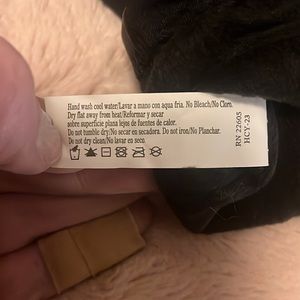 Hand wash cool water/Lavar a mano con aqua fria. No Bleach/No Cloro.
Dry flat away from heat/Reformar y secar
sobre superficie plana lejos de fuentes de calor.
Do not tumble dry/No secar en secadora. Do not iron/No Planchar.
Do not dry clean/No lavar en seco.
RN 22605
HCY-23